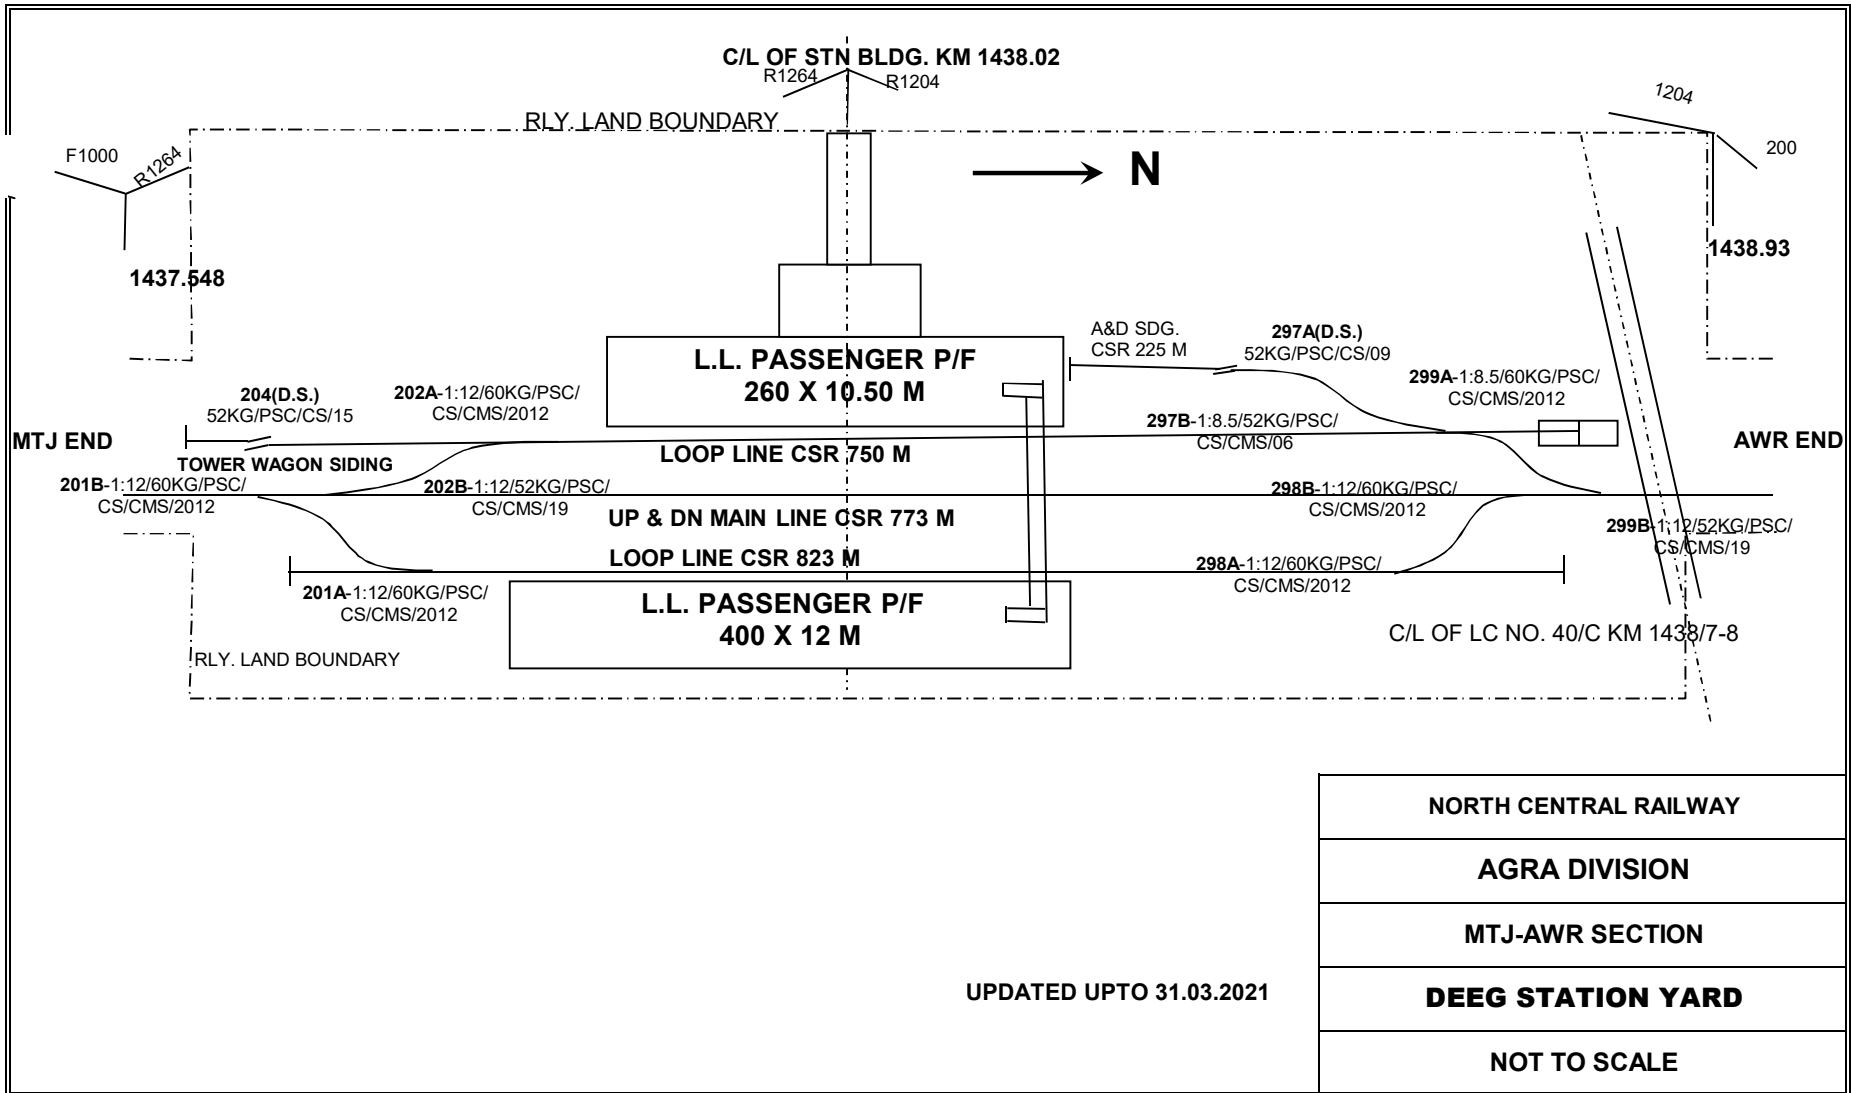 C/L OF STN BLDG. KM 1438.02
R1264
R1204
1204
RLY. LAND BOUNDARY
F1000
R1264
200
N
1437.548
1438.93
A&D SDG.
CSR 225 M
297A(D.S.)
52KG/PSC/CS/09
L.L. PASSENGER P/F
260 X 10.50 M
299A-1:8.5/60KG/PSC/
CS/CMS/2012
204(D.S.)
52KG/PSC/CS/15
202A-1:12/60KG/PSC/
CS/CMS/2012
297B-1:8.5/52KG/PSC/
CS/CMS/06
MTJ END
AWR END
TOWER WAGON SIDING
LOOP LINE CSR 750 M
201B-1:12/60KG/PSC/
CS/CMS/2012
202B-1:12/52KG/PSC/
CS/CMS/19
298B-1:12/60KG/PSC/
CS/CMS/2012
UP & DN MAIN LINE CSR 773 M
299B-1:12/52KG/PSC/
CS/CMS/19
LOOP LINE CSR 823 M
298A-1:12/60KG/PSC/
CS/CMS/2012
201A-1:12/60KG/PSC/
CS/CMS/2012
L.L. PASSENGER P/F
400 X 12 M
C/L OF LC NO. 40/C KM 1438/7-8
RLY. LAND BOUNDARY
NORTH CENTRAL RAILWAY
AGRA DIVISION
MTJ-AWR SECTION
UPDATED UPTO 31.03.2021
DEEG STATION YARD
NOT TO SCALE